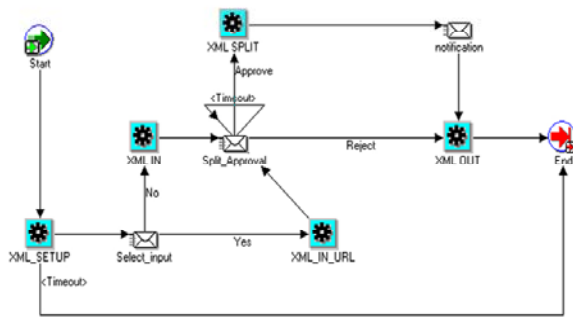 XML SPLIT
notification
Start
Approve
<Timeout>
XML IN
Split_Approval
Reject
XML OUT
End
No
XML_SETUP
Select_input
Yes
XML_IN_URL
<Timeout>